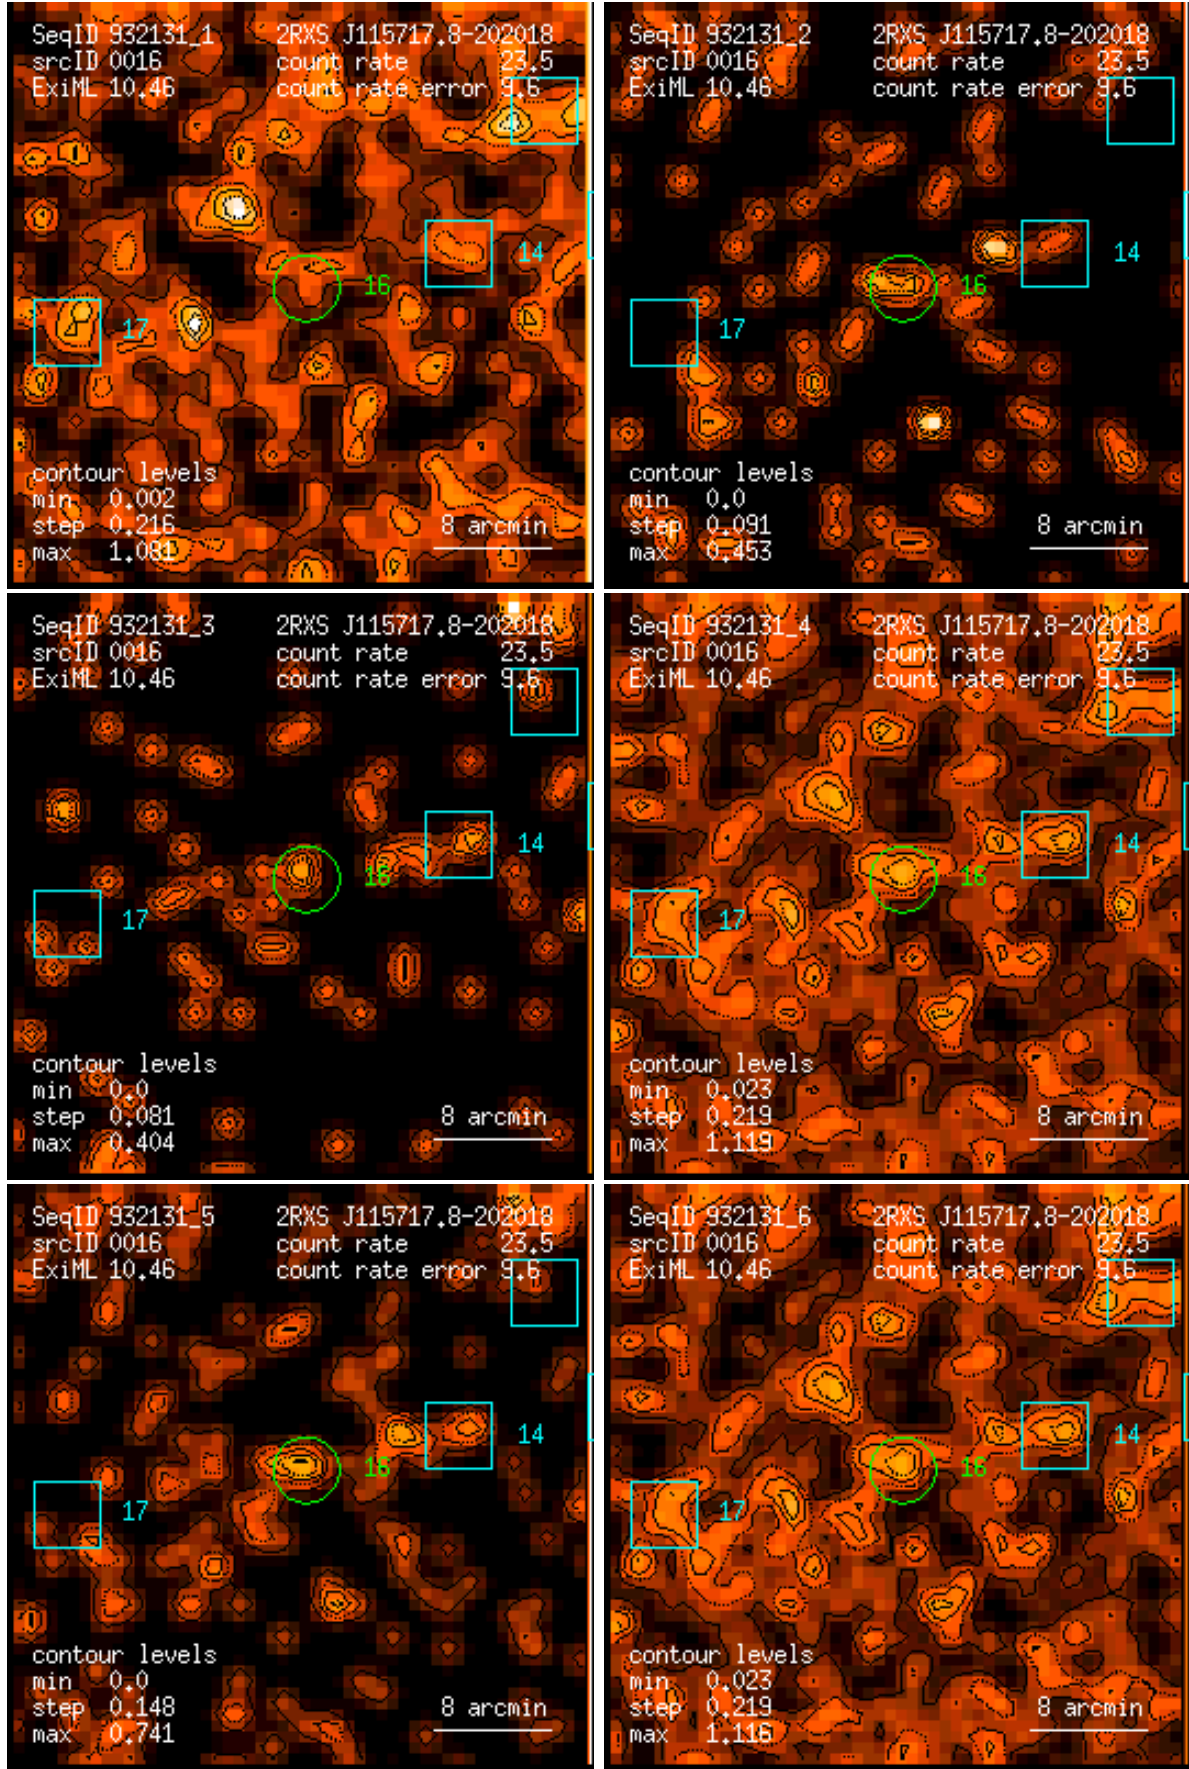 SeqID 932131_1 2RXS J115717.8-202018
srcID 0016 count rate 23.5
ExiML 10.46 count rate error 9.6
14
16
17
contour levels
min 0.002
step 0.216
max 1.081
8 arcmin
SeqID 932131_2 2RXS J115717.8-202018
srcID 0016 count rate 23.5
ExiML 10.46 count rate error 9.6
14
16
17
contour levels
min 0.0
step 0.091
max 0.453
8 arcmin
SeqID 932131_3 2RXS J115717.8-202018
srcID 0016 count rate 23.5
ExiML 10.46 count rate error 9.6
14
16
17
contour levels
min 0.0
step 0.081
max 0.404
8 arcmin
SeqID 932131_4 2RXS J115717.8-202018
srcID 0016 count rate 23.5
ExiML 10.46 count rate error 9.6
14
16
17
contour levels
min 0.023
step 0.219
max 1.119
8 arcmin
SeqID 932131_5 2RXS J115717.8-202018
srcID 0016 count rate 23.5
ExiML 10.46 count rate error 9.6
14
16
17
contour levels
min 0.0
step 0.148
max 0.741
8 arcmin
SeqID 932131_6 2RXS J115717.8-202018
srcID 0016 count rate 23.5
ExiML 10.46 count rate error 9.6
14
16
17
contour levels
min 0.023
step 0.219
max 1.116
8 arcmin